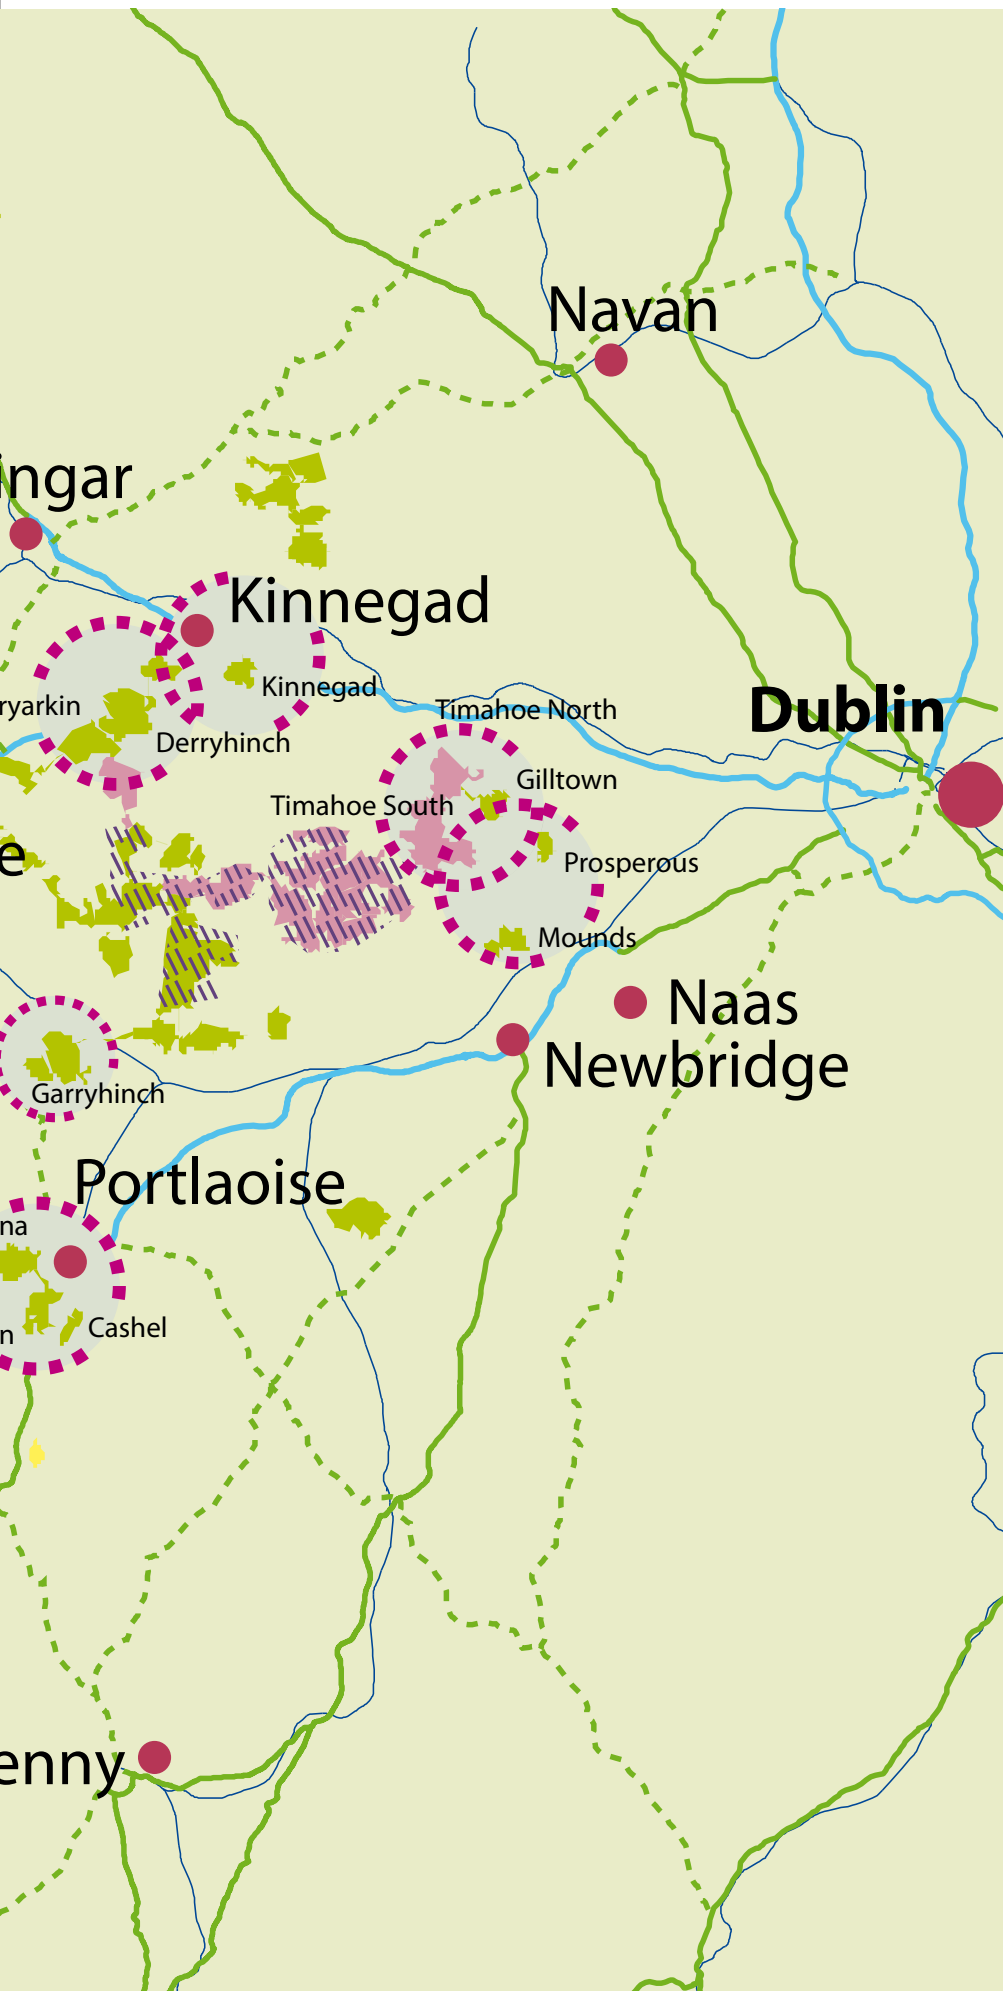 Navan
ingar
Kinnegad
Kinnegad
ryarkin
Timahoe North
Dublin
Derryhinch
Gilltown
Timahoe South
e
Prosperous
Mounds
Naas
Newbridge
Garryhinch
Portlaoise
na
Cashel
n
enny